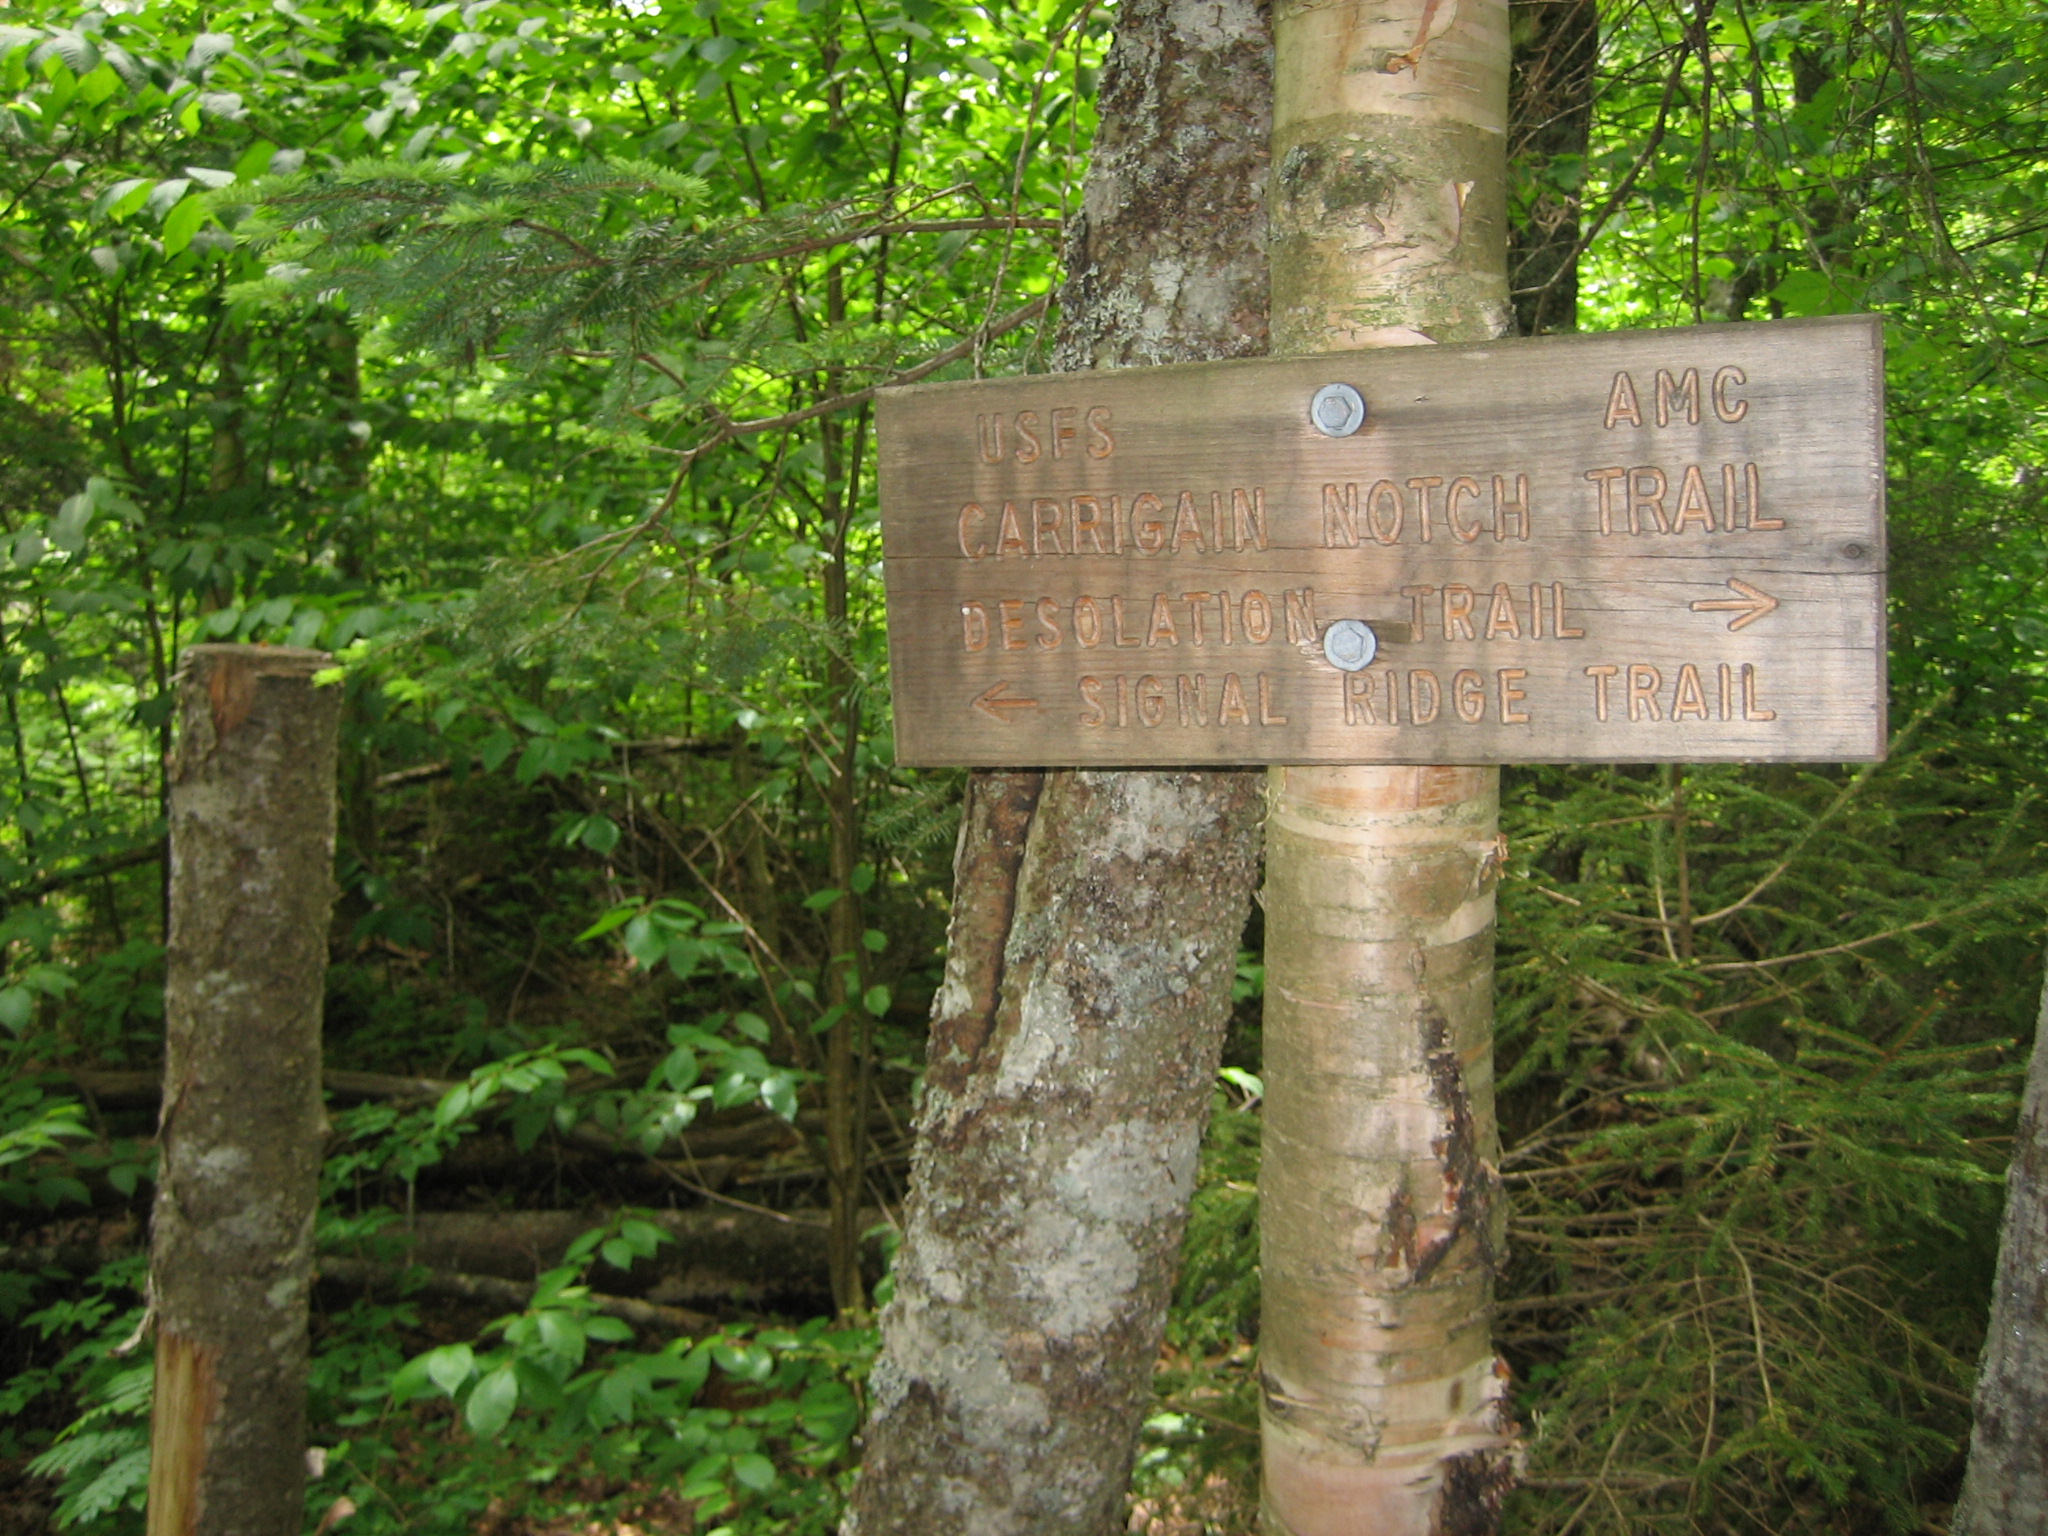 USFS AMC
CARRIGAIN NOTCH TRAIL
DESOLATION TRAIL →
← SIGNAL RIDGE TRAIL